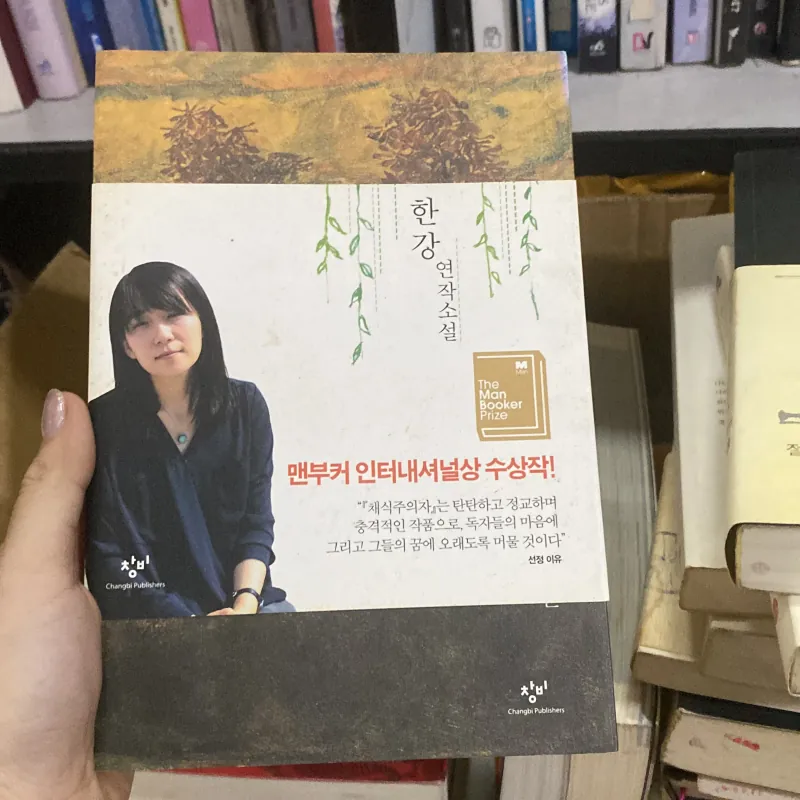 한강
연작소설
M
Man
The
Man
Booker
Prize
맨부커 인터내셔널상 수상작!
“『채식주의자』는 탄탄하고 정교하며
충격적인 작품으로, 독자들의 마음에
그리고 그들의 꿈에 오래도록 머물 것이다”
선정 이유
창비
Changbi Publishers
창비
Changbi Publishers